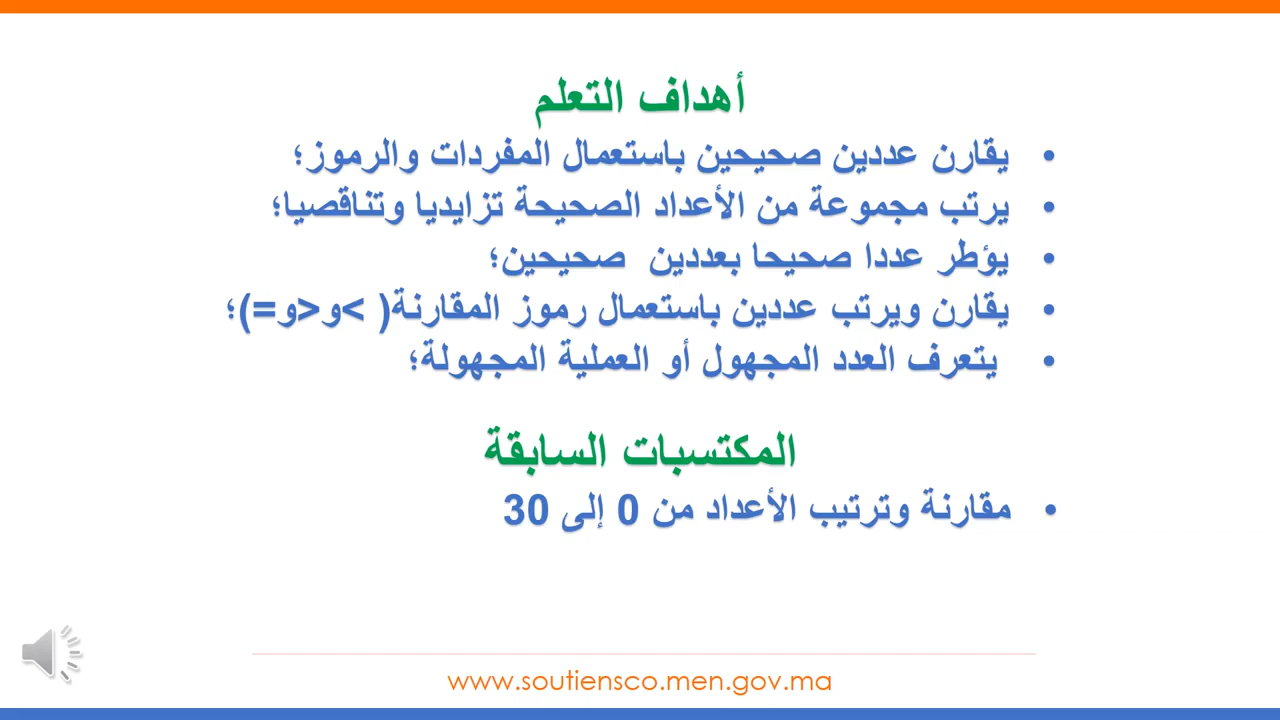 أهداف التعلم
• يقارن عددين صحيحين باستعمال المفردات والرموز؛
• يرتب مجموعة من الأعداد الصحيحة تزايديا وتناقصيا؛
• يؤطر عددا صحيحا بعددين صحيحين؛
• يقارن ويرتب عددين باستعمال رموز المقارنة( >و<و=)؛
• يتعرف العدد المجهول أو العملية المجهولة؛
المكتسبات السابقة
• مقارنة وترتيب الأعداد من 0 إلى 30
www.soutiensco.men.gov.ma